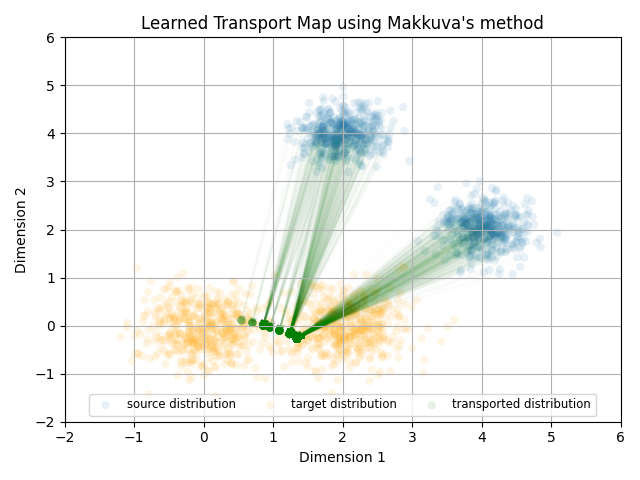 Learned Transport Map using Makkuva's method
6
5
4
3
2
1
0
−1
−2
Dimension 2
source distribution target distribution transported distribution
−2 −1 0 1 2 3 4 5 6
Dimension 1